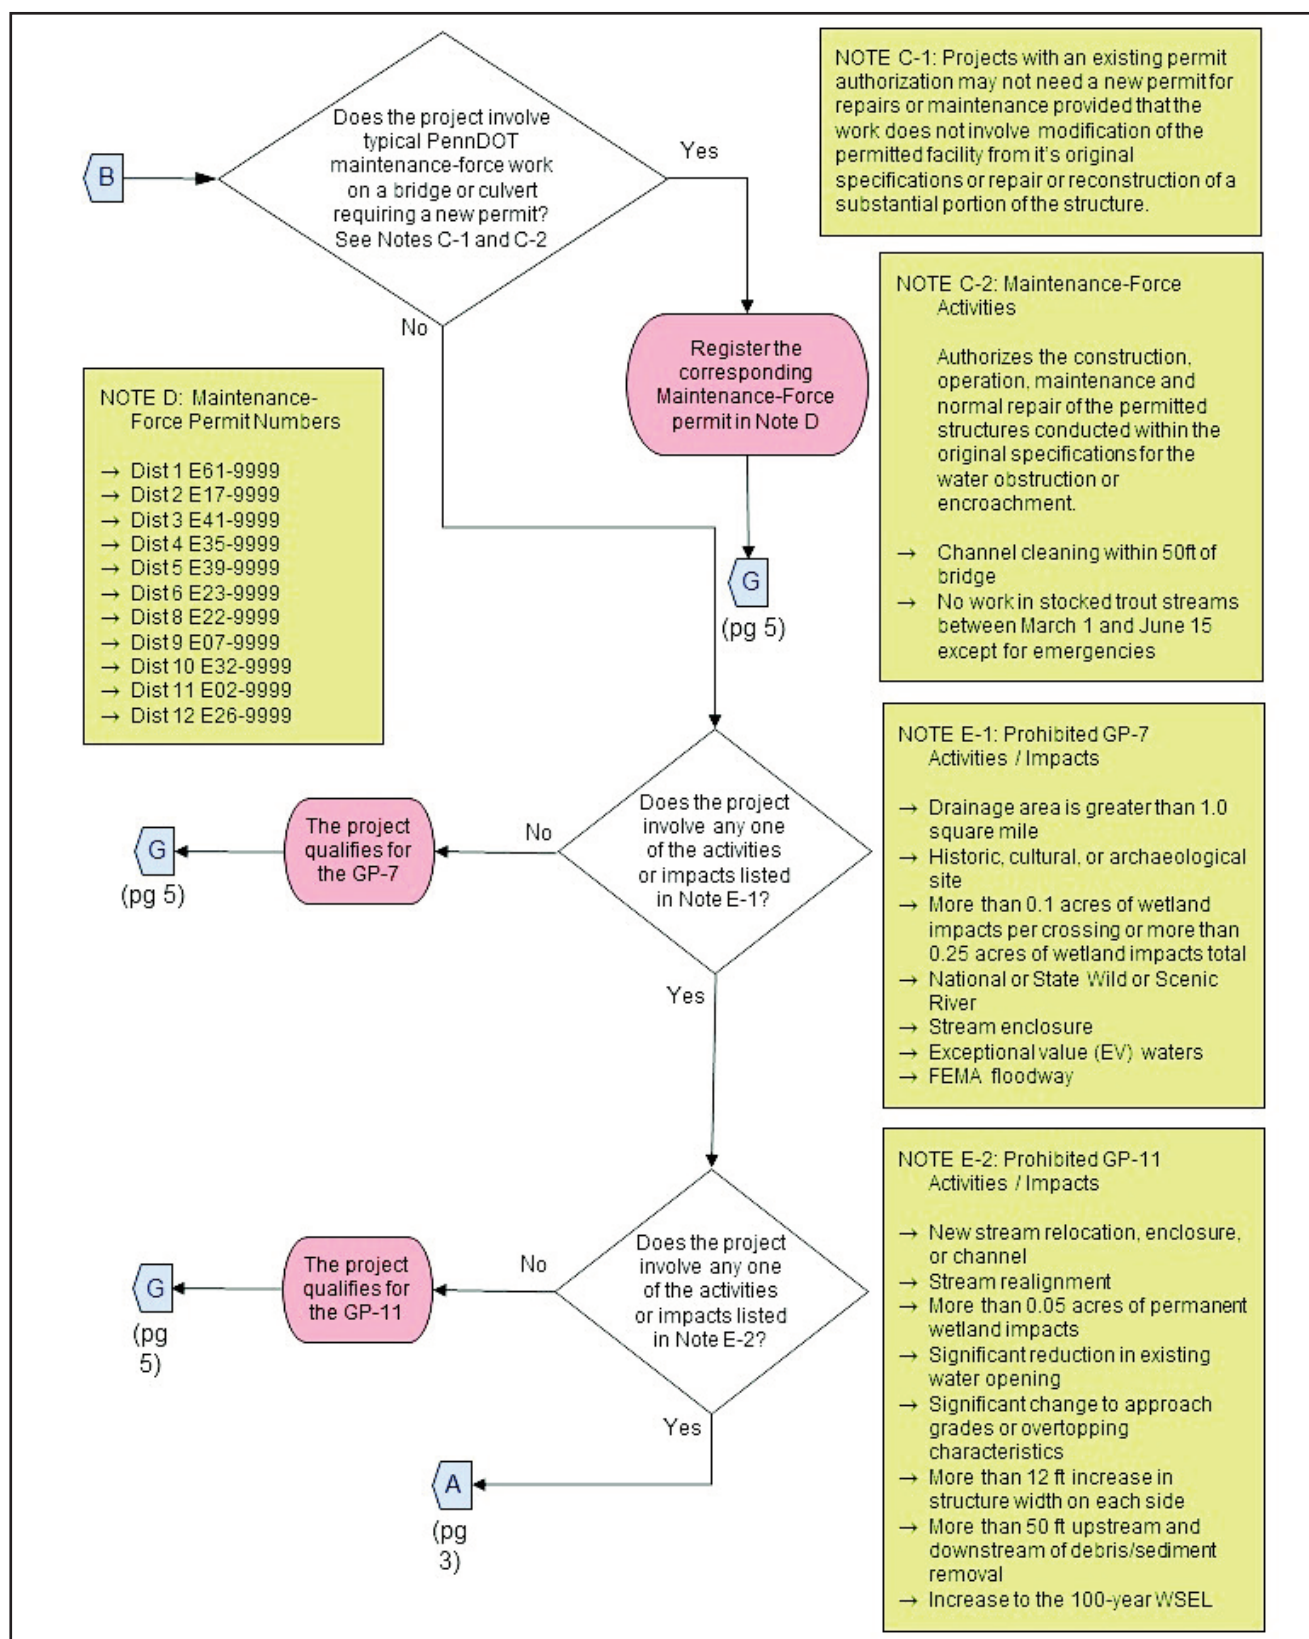 B
Does the project involve
typical PennDOT
maintenance-force work
on a bridge or culvert
requiring a new permit?
See Notes C-1 and C-2
Yes
No
NOTE C-1: Projects with an existing permit
authorization may not need a new permit for
repairs or maintenance provided that the
work does not involve modification of the
permitted facility from it's original
specifications or repair or reconstruction of a
substantial portion of the structure.
Register the
corresponding
Maintenance-Force
permit in Note D
G
(pg 5)
NOTE C-2: Maintenance-Force
Activities
Authorizes the construction,
operation, maintenance and
normal repair of the permitted
structures conducted within the
original specifications for the
water obstruction or
encroachment.
→ Channel cleaning within 50ft of
bridge
→ No work in stocked trout streams
between March 1 and June 15
except for emergencies
NOTE D: Maintenance-
Force Permit Numbers
→ Dist 1 E61-9999
→ Dist 2 E17-9999
→ Dist 3 E41-9999
→ Dist 4 E35-9999
→ Dist 5 E39-9999
→ Dist 6 E23-9999
→ Dist 8 E22-9999
→ Dist 9 E07-9999
→ Dist 10 E32-9999
→ Dist 11 E02-9999
→ Dist 12 E26-9999
Does the project
involve any one
of the activities
or impacts listed
in Note E-1?
No
The project
qualifies for
the GP-7
G
(pg 5)
Yes
NOTE E-1: Prohibited GP-7
Activities / Impacts
→ Drainage area is greater than 1.0
square mile
→ Historic, cultural, or archaeological
site
→ More than 0.1 acres of wetland
impacts per crossing or more than
0.25 acres of wetland impacts total
→ National or State Wild or Scenic
River
→ Stream enclosure
→ Exceptional value (EV) waters
→ FEMA floodway
Does the project
involve any one
of the activities
or impacts listed
in Note E-2?
No
The project
qualifies for
the GP-11
G
(pg
5)
Yes
A
(pg
3)
NOTE E-2: Prohibited GP-11
Activities / Impacts
→ New stream relocation, enclosure,
or channel
→ Stream realignment
→ More than 0.05 acres of permanent
wetland impacts
→ Significant reduction in existing
water opening
→ Significant change to approach
grades or overtopping
characteristics
→ More than 12 ft increase in
structure width on each side
→ More than 50 ft upstream and
downstream of debris/sediment
removal
→ Increase to the 100-year WSEL